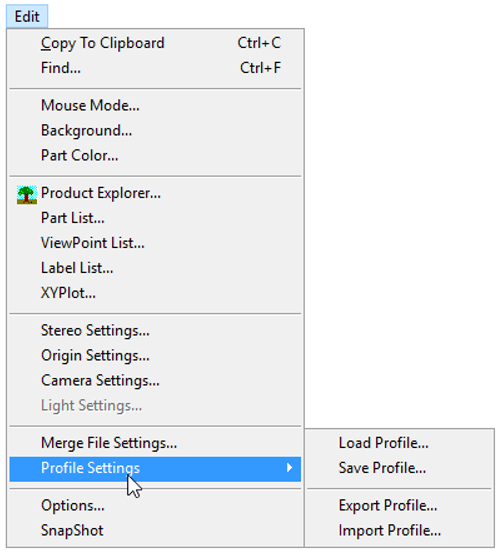 Edit
Copy To Clipboard Ctrl+C
Find... Ctrl+F
Mouse Mode...
Background...
Part Color...
Product Explorer...
Part List...
ViewPoint List...
Label List...
XYPlot...
Stereo Settings...
Origin Settings...
Camera Settings...
Light Settings...
Merge File Settings...
Profile Settings
Options...
SnapShot
Load Profile...
Save Profile...
Export Profile...
Import Profile...